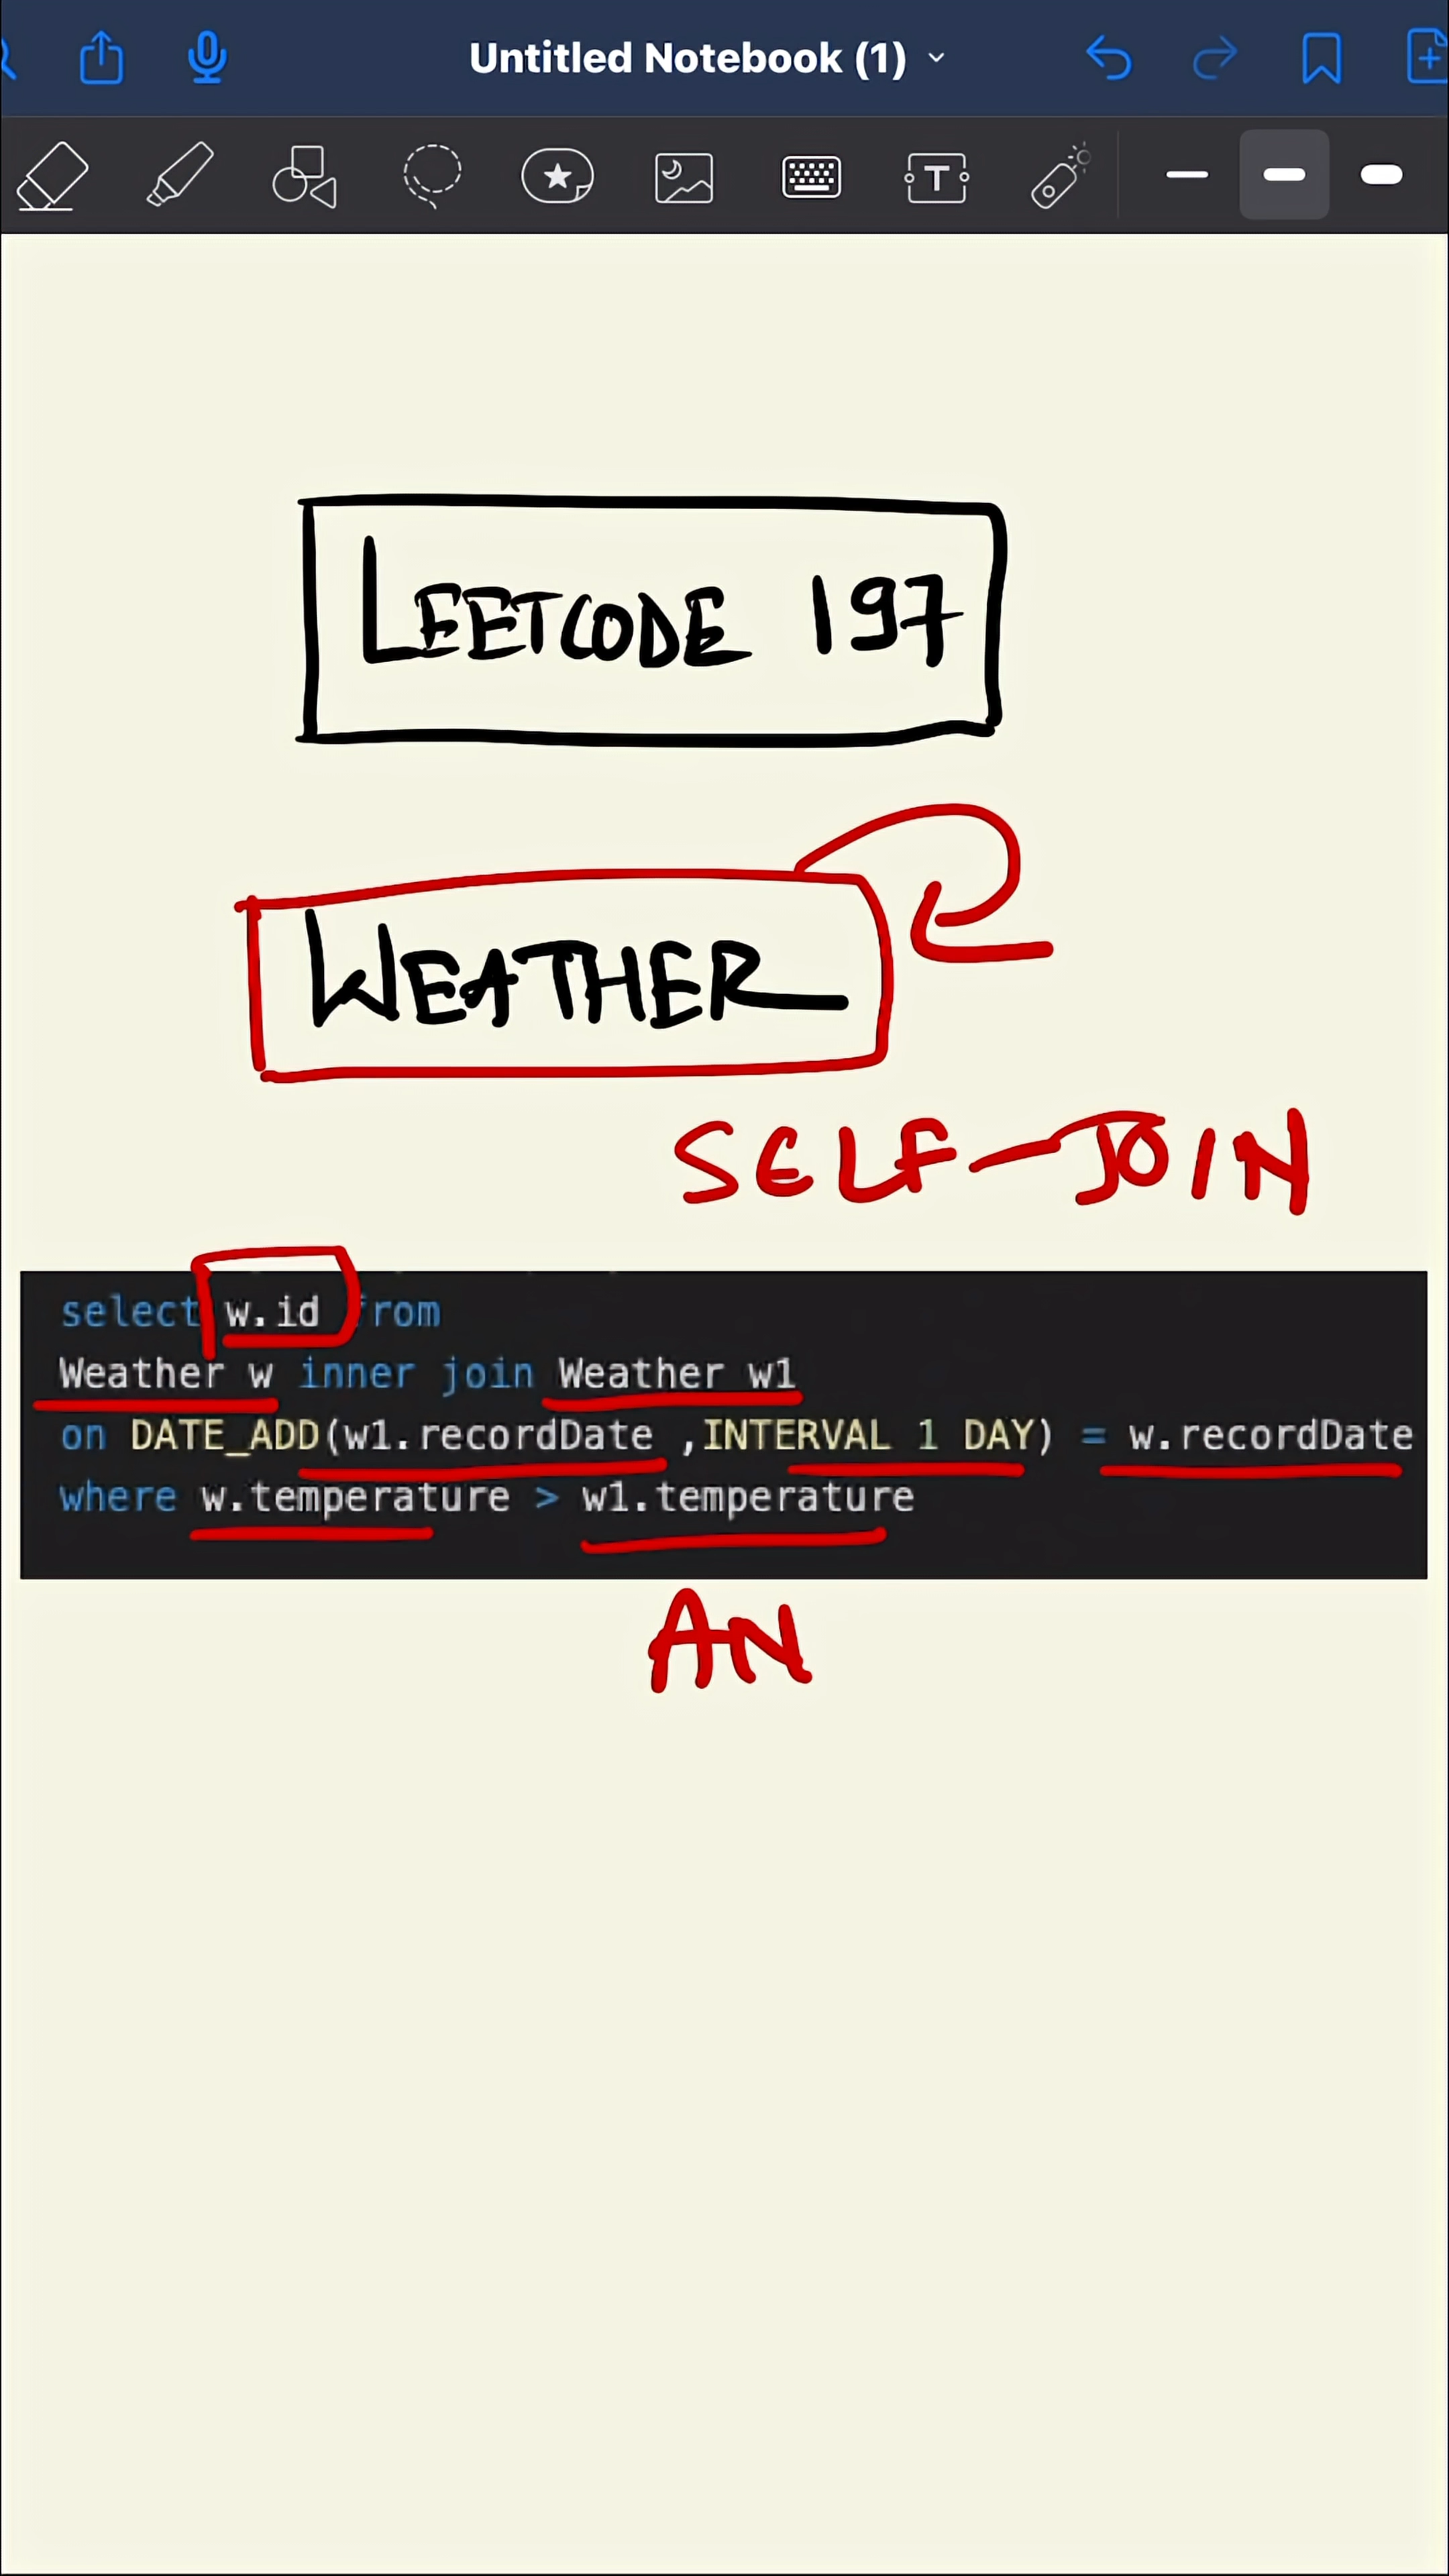 Untitled Notebook (1)
T
LEETCODE 197
WEATHER
SELF-JOIN
select w.id from
Weather w inner join Weather w1
on DATE_ADD(w1.recordDate ,INTERVAL 1 DAY) = w.recordDate
where w.temperature > w1.temperature
AN